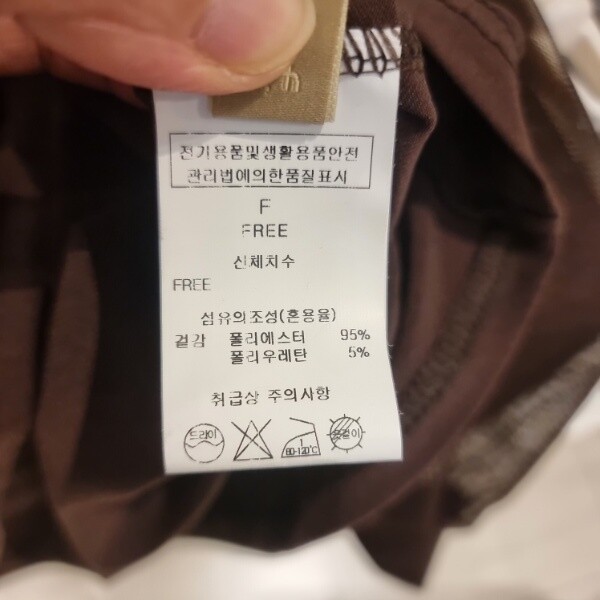 전기용품및생활용품안전
관리법에의한품질표시
F
FREE
신체치수
FREE
섬유의조성(혼용율)
겉감 폴리에스터 95%
폴리우레탄 5%
취급상 주의사항
드라이
80-120℃
옷걸이